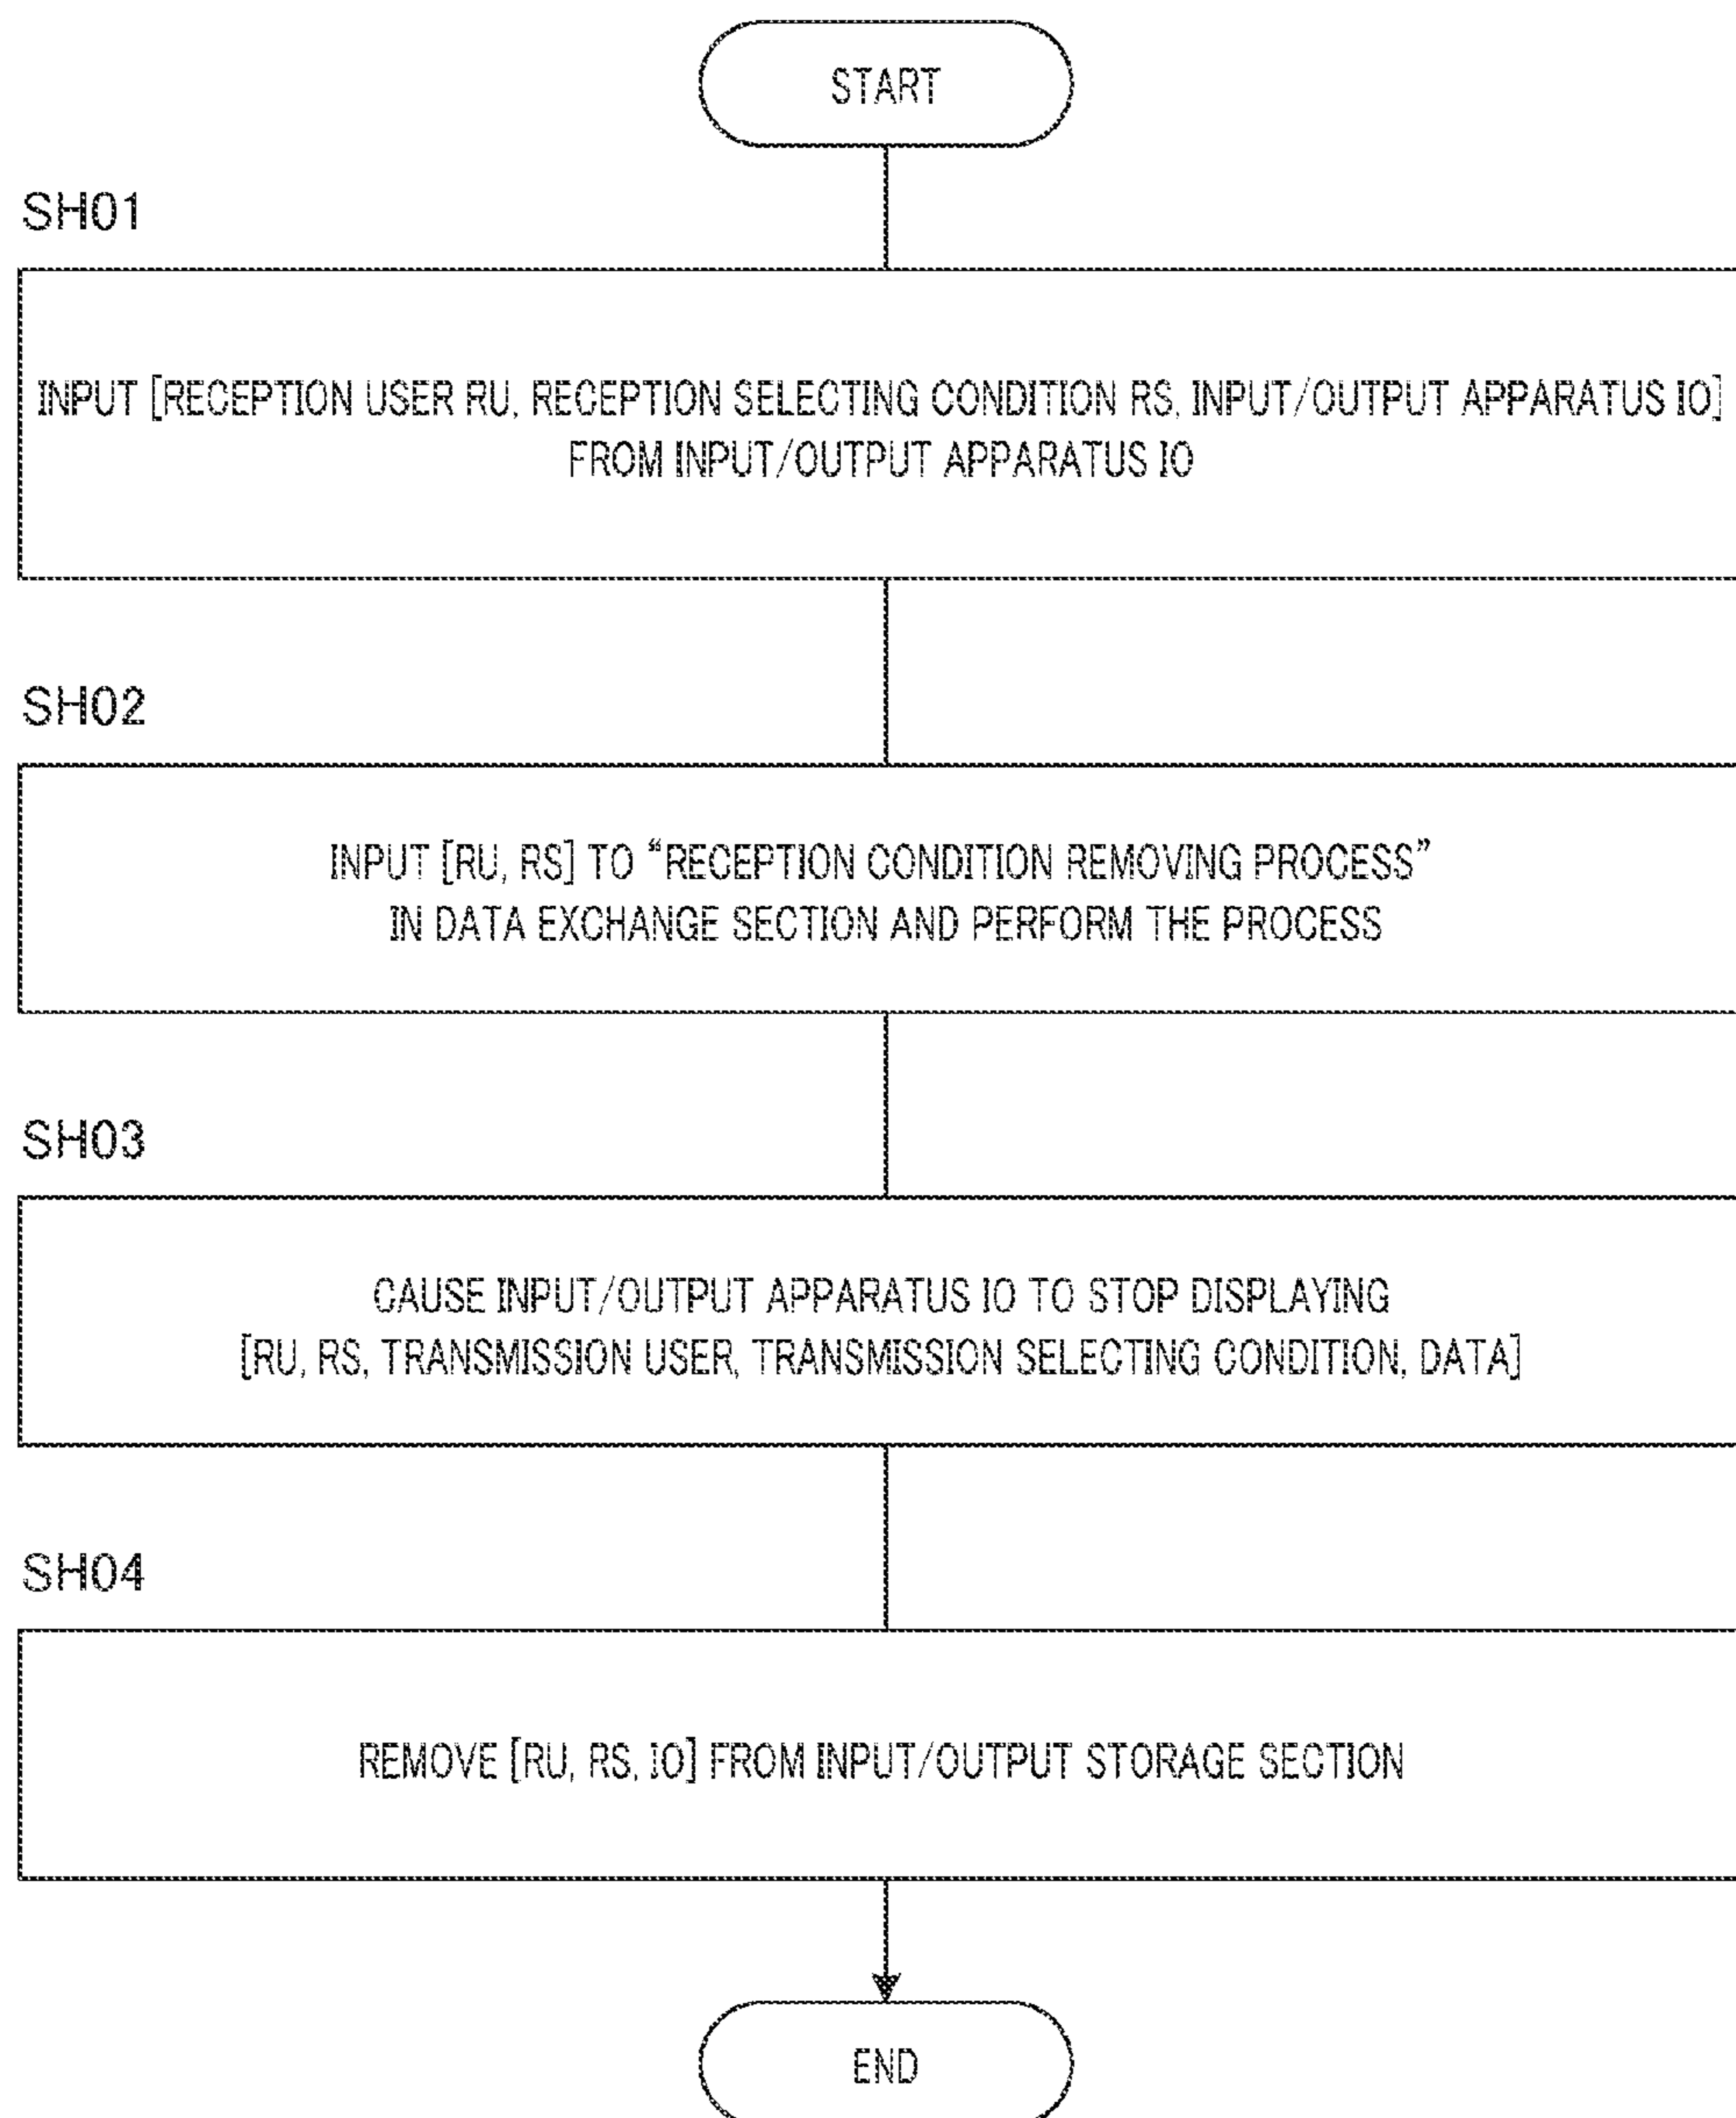 START
SH01
INPUT [RECEPTION USER RU, RECEPTION SELECTING CONDITION RS, INPUT/OUTPUT APPARATUS IO]
FROM INPUT/OUTPUT APPARATUS IO
SH02
INPUT [RU, RS] TO “RECEPTION CONDITION REMOVING PROCESS”
IN DATA EXCHANGE SECTION AND PERFORM THE PROCESS
SH03
CAUSE INPUT/OUTPUT APPARATUS IO TO STOP DISPLAYING
[RU, RS, TRANSMISSION USER, TRANSMISSION SELECTING CONDITION, DATA]
SH04
REMOVE [RU, RS, IO] FROM INPUT/OUTPUT STORAGE SECTION
END